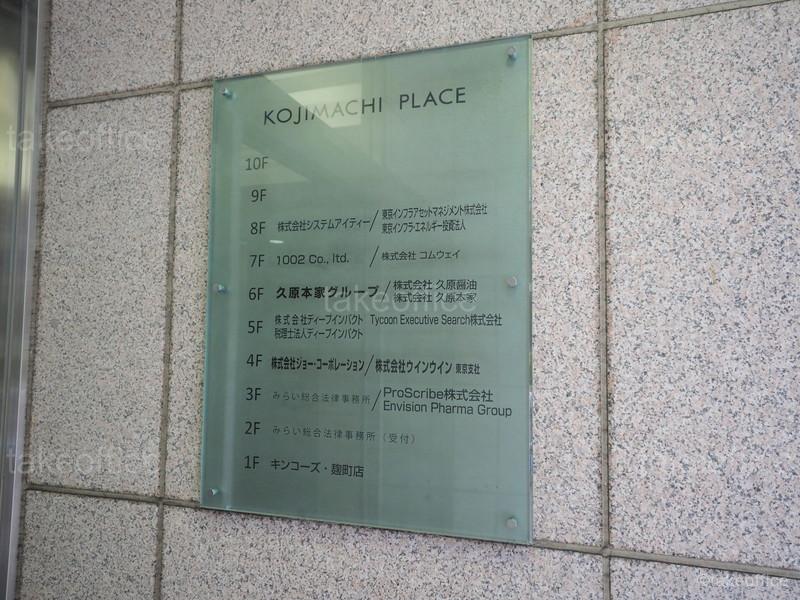 KOJIMACHI PLACE
10F
9F
8F 株式会社システムアイティー / 東京インフラアセットマネジメント株式会社
東京インフラ・エネルギー投資法人
7F 1002 Co., ltd. / 株式会社 コムウェイ
6F 久原本家グループ / 株式会社 久原醤油
株式会社 久原本家
5F 株式会社ディープインパクト Tycoon Executive Search株式会社
税理士法人ディープインパクト
4F 株式会社ジョー・コーポレーション / 株式会社ウインウイン 東京支社
3F みらい総合法律事務所 / ProScribe株式会社
Envision Pharma Group
2F みらい総合法律事務所（受付）
1F キンコーズ・麹町店
takeoffice
takeoffice
takeoffice
takeoffice
takeoffice
©takeoffice